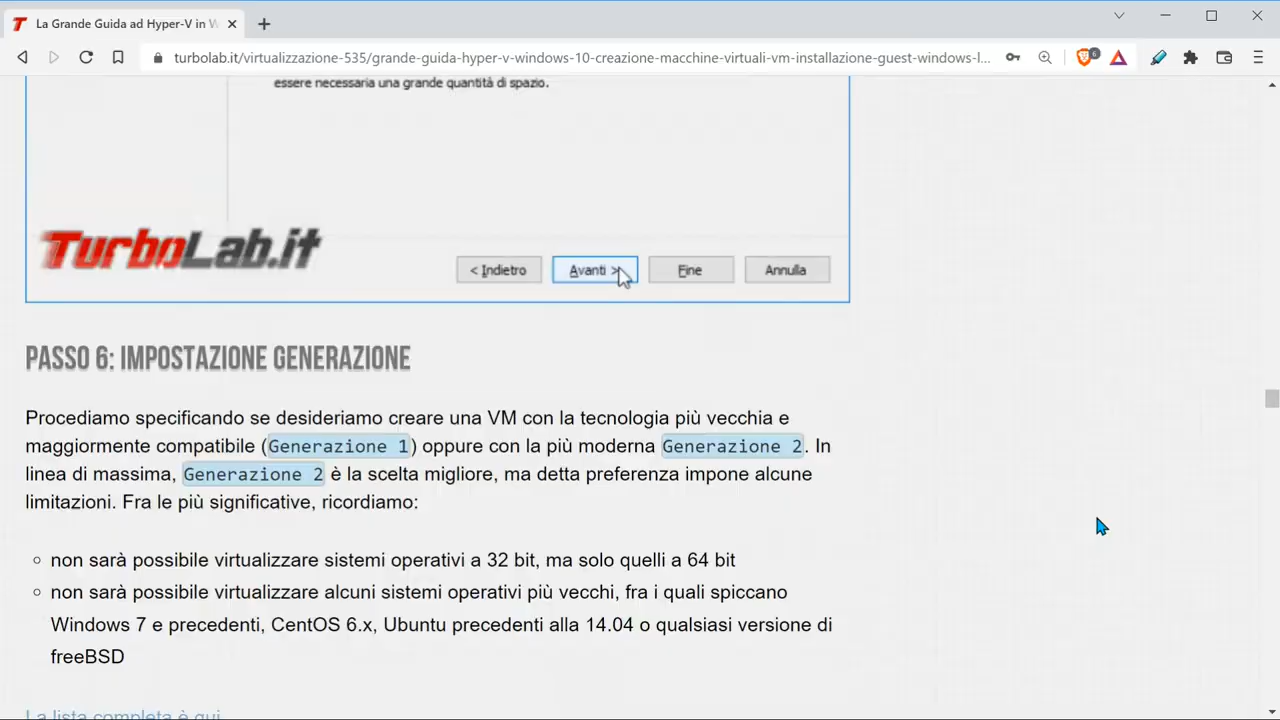 La Grande Guida ad Hyper-V in W
turbolab.it/virtualizzazione-535/grande-guida-hyper-v-windows-10-creazione-macchine-virtuali-vm-installazione-guest-windows-l...
6
essere necessaria una grande quantità di spazio.
TurboLab.it
< Indietro
Avanti >
Fine
Annulla
PASSO 6: IMPOSTAZIONE GENERAZIONE
Procediamo specificando se desideriamo creare una VM con la tecnologia più vecchia e
maggiormente compatibile (Generazione 1) oppure con la più moderna Generazione 2. In
linea di massima, Generazione 2 è la scelta migliore, ma detta preferenza impone alcune
limitazioni. Fra le più significative, ricordiamo:
non sarà possibile virtualizzare sistemi operativi a 32 bit, ma solo quelli a 64 bit
non sarà possibile virtualizzare alcuni sistemi operativi più vecchi, fra i quali spiccano
Windows 7 e precedenti, CentOS 6.x, Ubuntu precedenti alla 14.04 o qualsiasi versione di
freeBSD
La lista completa è qui